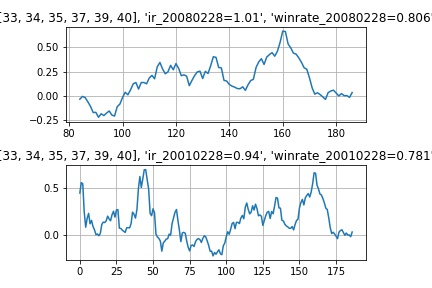 [33, 34, 35, 37, 39, 40], 'ir_20080228=1.01', 'winrate_20080228=0.806'
0.50
0.25
0.00
−0.25
80 100 120 140 160 180
[33, 34, 35, 37, 39, 40], 'ir_20010228=0.94', 'winrate_20010228=0.781'
0.5
0.0
0 25 50 75 100 125 150 175